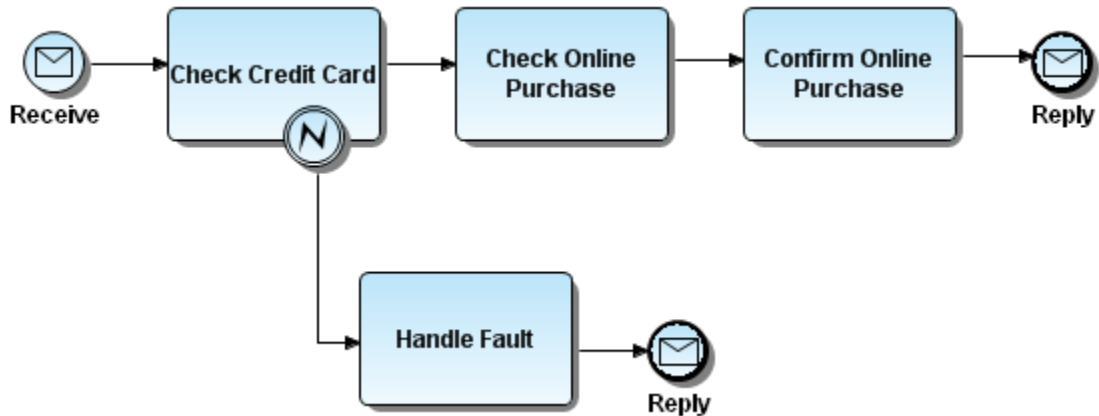 Receive
Check Credit Card
Check Online
Purchase
Confirm Online
Purchase
Reply
Handle Fault
Reply